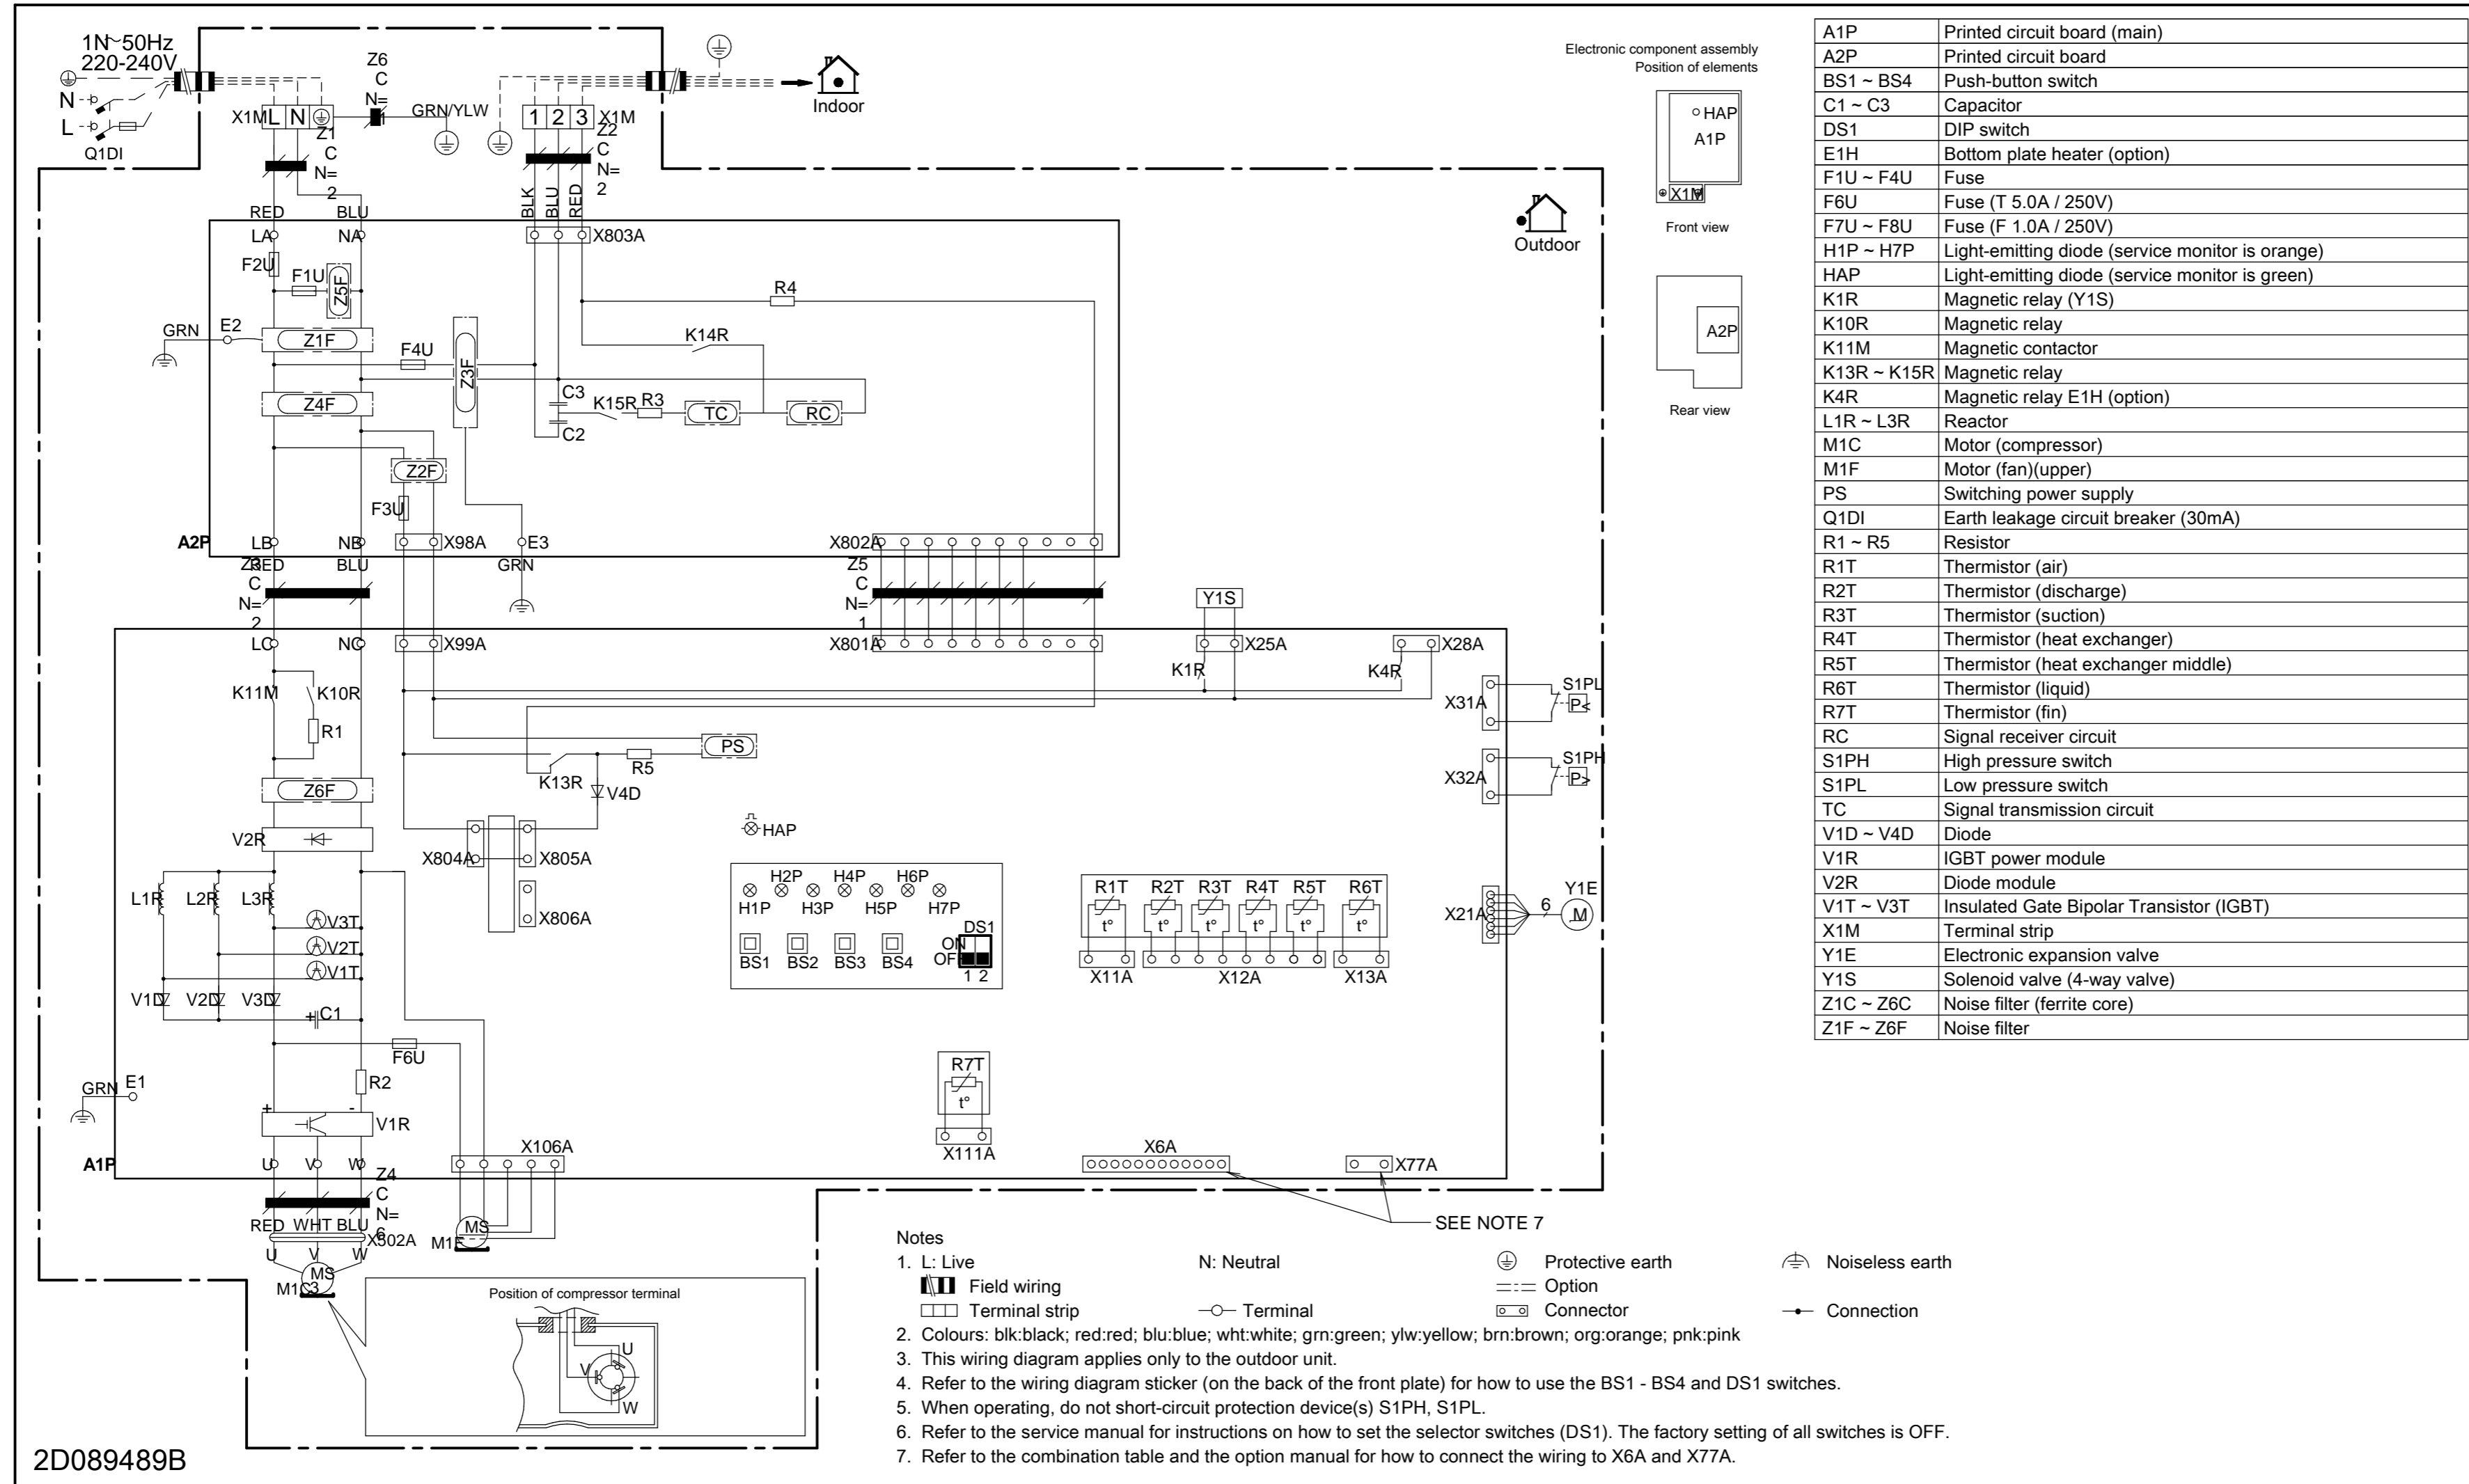 1N~50Hz
220-240V
N
L
Q1DI
X1M
L N
Z6
C
N=
1
GRN/YLW
Z1
C
N=
2
1 2 3
X1M
Z2
C
N=
2
Indoor
Outdoor
RED BLU
BLK BLU RED
LA NA
X803A
F2U
F1U
Z5F
GRN E2
Z1F
F4U
Z3F
R4
K14R
Z4F
C3
K15R R3
TC
RC
C2
Z2F
F3U
A2P
LB NB
X98A
E3
X802A
Z3
C
N=
2
RED BLU
GRN
Z5
C
N=
1
Y1S
LC NC
X99A
X801A
X25A
X28A
K11M K10R
K1R
K4R
R1
X31A
S1PL
P<
PS
R5
K13R
V4D
X32A
S1PH
P>
Z6F
V2R
HAP
X804A
X805A
X806A
L1R L2R L3R
V3T
V2T
V1T
V1D V2D V3D
C1
H2P H4P H6P
H1P H3P H5P H7P
DS1
ON
OFF
1 2
BS1 BS2 BS3 BS4
R1T R2T R3T R4T R5T R6T
t° t° t° t° t° t°
X11A X12A X13A
X21A
6
Y1E
M
F6U
R2
GRN E1
+ -
V1R
R7T
t°
X111A
A1P
U V W
X106A
X6A
X77A
Z4
C
N=
6
RED WHT BLU
X502A
U V W
MS
M1F
MS
M1C
3
SEE NOTE 7
Position of compressor terminal
U
V
W
2D089489B
Electronic component assembly
Position of elements
HAP
A1P
X1M
Front view
A2P
Rear view
A1P Printed circuit board (main)
A2P Printed circuit board
BS1 ~ BS4 Push-button switch
C1 ~ C3 Capacitor
DS1 DIP switch
E1H Bottom plate heater (option)
F1U ~ F4U Fuse
F6U Fuse (T 5.0A / 250V)
F7U ~ F8U Fuse (F 1.0A / 250V)
H1P ~ H7P Light-emitting diode (service monitor is orange)
HAP Light-emitting diode (service monitor is green)
K1R Magnetic relay (Y1S)
K10R Magnetic relay
K11M Magnetic contactor
K13R ~ K15R Magnetic relay
K4R Magnetic relay E1H (option)
L1R ~ L3R Reactor
M1C Motor (compressor)
M1F Motor (fan)(upper)
PS Switching power supply
Q1DI Earth leakage circuit breaker (30mA)
R1 ~ R5 Resistor
R1T Thermistor (air)
R2T Thermistor (discharge)
R3T Thermistor (suction)
R4T Thermistor (heat exchanger)
R5T Thermistor (heat exchanger middle)
R6T Thermistor (liquid)
R7T Thermistor (fin)
RC Signal receiver circuit
S1PH High pressure switch
S1PL Low pressure switch
TC Signal transmission circuit
V1D ~ V4D Diode
V1R IGBT power module
V2R Diode module
V1T ~ V3T Insulated Gate Bipolar Transistor (IGBT)
X1M Terminal strip
Y1E Electronic expansion valve
Y1S Solenoid valve (4-way valve)
Z1C ~ Z6C Noise filter (ferrite core)
Z1F ~ Z6F Noise filter
Notes
1. L: Live N: Neutral Protective earth Noiseless earth
Field wiring Option
Terminal strip Terminal Connector Connection
2. Colours: blk:black; red:red; blu:blue; wht:white; grn:green; ylw:yellow; brn:brown; org:orange; pnk:pink
3. This wiring diagram applies only to the outdoor unit.
4. Refer to the wiring diagram sticker (on the back of the front plate) for how to use the BS1 - BS4 and DS1 switches.
5. When operating, do not short-circuit protection device(s) S1PH, S1PL.
6. Refer to the service manual for instructions on how to set the selector switches (DS1). The factory setting of all switches is OFF.
7. Refer to the combination table and the option manual for how to connect the wiring to X6A and X77A.